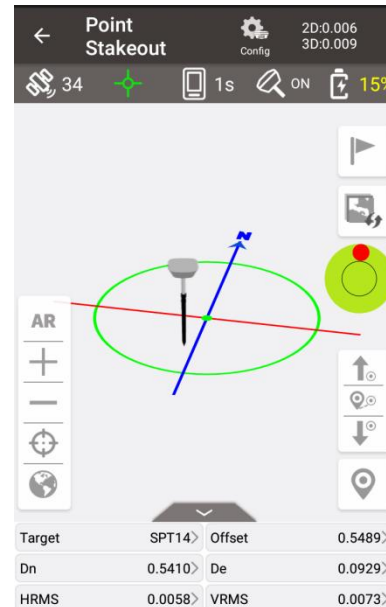 Point
Stakeout
Config
2D:0.006
3D:0.009
34
1s
ON
15%
N
AR
Target SPT14 Offset 0.5489
Dn 0.5410 De 0.0929
HRMS 0.0058 VRMS 0.0073